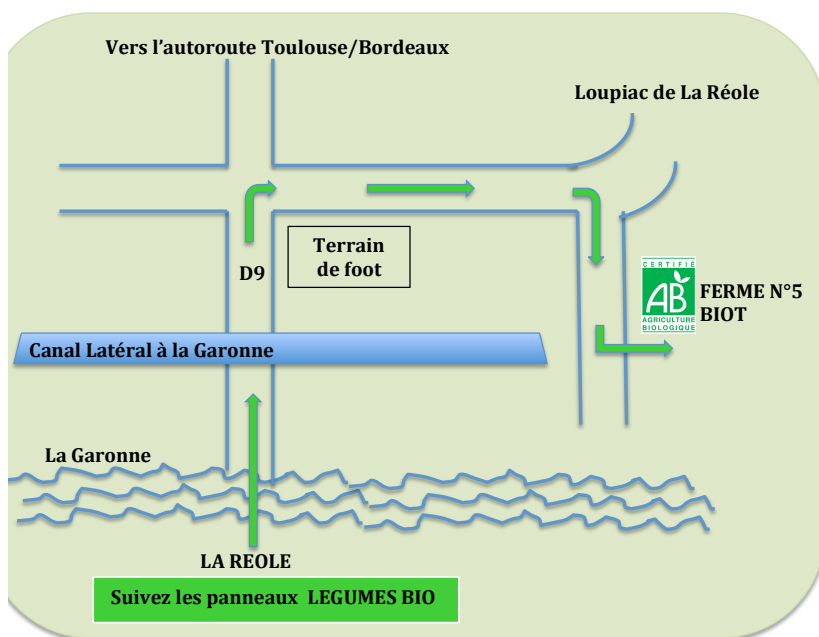 Vers l'autoroute Toulouse/Bordeaux
Loupiac de La Réole
D9
Terrain
de foot
CERTIFIÉ
AB
AGRICULTURE
BIOLOGIQUE
FERME N°5
BIOT
Canal Latéral à la Garonne
La Garonne
LA REOLE
Suivez les panneaux LEGUMES BIO